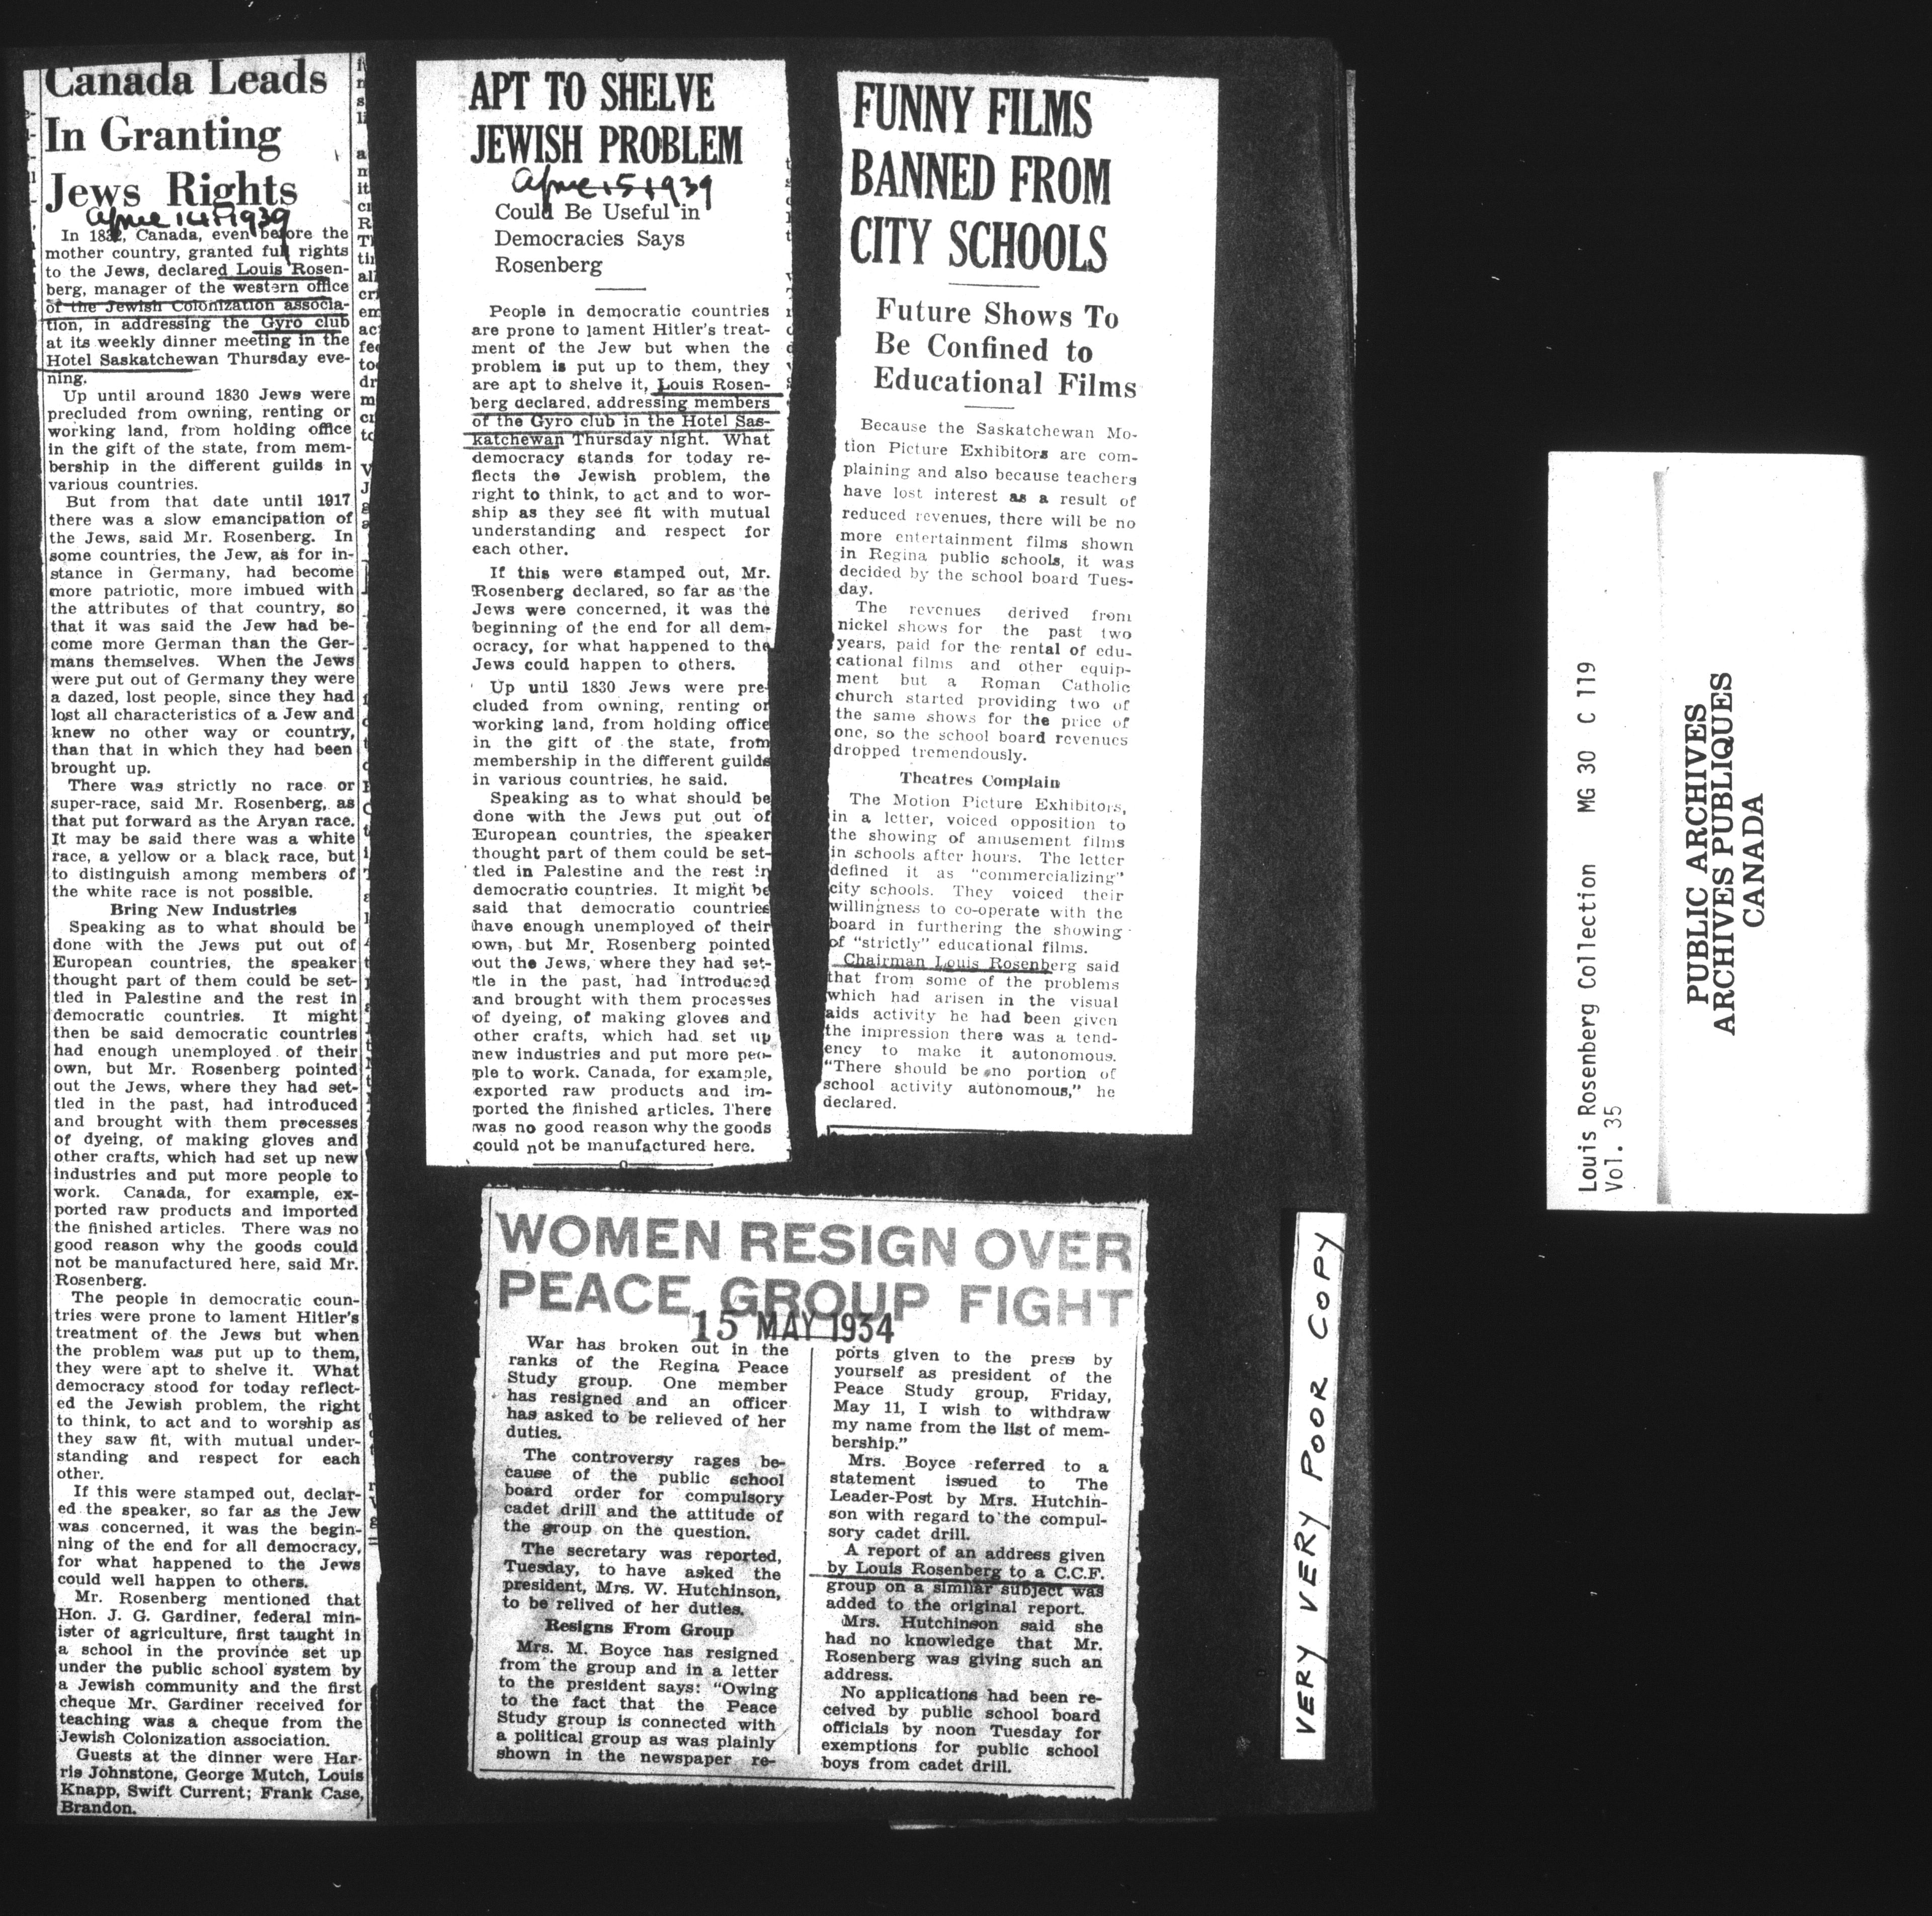 Canada Leads
In Granting
Jews Rights
April 14 1939
In 1832, Canada, even before the
mother country, granted full rights
to the Jews, declared Louis Rosen-
berg, manager of the western office
of the Jewish Colonization associa-
tion, in addressing the Gyro club
at its weekly dinner meeting in the
Hotel Saskatchewan Thursday eve-
ning.
Up until around 1830 Jews were
precluded from owning, renting or
working land, from holding office
in the gift of the state, from mem-
bership in the different guilds in
various countries.
But from that date until 1917
there was a slow emancipation of
the Jews, said Mr. Rosenberg. In
some countries, the Jew, as for in-
stance in Germany, had become
more patriotic, more imbued with
the attributes of that country, so
that it was said the Jew had be-
come more German than the Ger-
mans themselves. When the Jews
were put out of Germany they were
a dazed, lost people, since they had
lost all characteristics of a Jew and
knew no other way or country,
than that in which they had been
brought up.
There was strictly no race or
super-race, said Mr. Rosenberg, as
that put forward as the Aryan race.
It may be said there was a white
race, a yellow or a black race, but
to distinguish among members of
the white race is not possible.
Bring New Industries
Speaking as to what should be
done with the Jews put out of
European countries, the speaker
thought part of them could be set-
tled in Palestine and the rest in
democratic countries. It might
then be said democratic countries
had enough unemployed of their
own, but Mr. Rosenberg pointed
out the Jews, where they had set-
tled in the past, had introduced
and brought with them processes
of dyeing, of making gloves and
other crafts, which had set up new
industries and put more people to
work. Canada, for example, ex-
ported raw products and imported
the finished articles. There was no
good reason why the goods could
not be manufactured here, said Mr.
Rosenberg.
The people in democratic coun-
tries were prone to lament Hitler's
treatment of the Jews but when
the problem was put up to them,
they were apt to shelve it. What
democracy stood for today reflect-
ed the Jewish problem, the right
to think, to act and to worship as
they saw fit, with mutual under-
standing and respect for each
other.
If this were stamped out, declar-
ed the speaker, so far as the Jew
was concerned, it was the begin-
ning of the end for all democracy,
for what happened to the Jews
could well happen to others.
Mr. Rosenberg mentioned that
Hon. J. G. Gardiner, federal min-
ister of agriculture, first taught in
a school in the province set up
under the public school system by
a Jewish community and the first
cheque Mr. Gardiner received for
teaching was a cheque from the
Jewish Colonization association.
Guests at the dinner were Har-
ris Johnstone, George Mutch, Louis
Knapp, Swift Current; Frank Case,
Brandon.
APT TO SHELVE
JEWISH PROBLEM
April 15 1939
Could Be Useful in
Democracies Says
Rosenberg
People in democratic countries
are prone to lament Hitler's treat-
ment of the Jew but when the
problem is put up to them, they
are apt to shelve it, Louis Rosen-
berg declared, addressing members
of the Gyro club in the Hotel Sas-
katchewan Thursday night. What
democracy stands for today re-
flects the Jewish problem, the
right to think, to act and to wor-
ship as they see fit with mutual
understanding and respect for
each other.
If this were stamped out, Mr.
Rosenberg declared, so far as the
Jews were concerned, it was the
beginning of the end for all dem-
ocracy, for what happened to the
Jews could happen to others.
Up until 1830 Jews were pre-
cluded from owning, renting or
working land, from holding office
in the gift of the state, from
membership in the different guilds
in various countries, he said.
Speaking as to what should be
done with the Jews put out of
European countries, the speaker
thought part of them could be set-
tled in Palestine and the rest in
democratic countries. It might be
said that democratic countries
have enough unemployed of their
own, but Mr. Rosenberg pointed
out the Jews, where they had set-
tle in the past, had introduced
and brought with them processes
of dyeing, of making gloves and
other crafts, which had set up
new industries and put more peo-
ple to work. Canada, for example,
exported raw products and im-
ported the finished articles. There
was no good reason why the goods
could not be manufactured here.
FUNNY FILMS
BANNED FROM
CITY SCHOOLS
Future Shows To
Be Confined to
Educational Films
Because the Saskatchewan Mo-
tion Picture Exhibitors are com-
plaining and also because teachers
have lost interest as a result of
reduced revenues, there will be no
more entertainment films shown
in Regina public schools, it was
decided by the school board Tues-
day.
The revenues derived from
nickel shows for the past two
years, paid for the rental of edu-
cational films and other equip-
ment but a Roman Catholic
church started providing two of
the same shows for the price of
one, so the school board revenues
dropped tremendously.
Theatres Complain
The Motion Picture Exhibitors,
in a letter, voiced opposition to
the showing of amusement films
in schools after hours. The letter
defined it as "commercializing"
city schools. They voiced their
willingness to co-operate with the
board in furthering the showing
of "strictly" educational films.
Chairman Louis Rosenberg said
that from some of the problems
which had arisen in the visual
aids activity he had been given
the impression there was a tend-
ency to make it autonomous.
"There should be no portion of
school activity autonomous," he
declared.
WOMEN RESIGN OVER
PEACE GROUP FIGHT
15 MAY 1934
War has broken out in the
ranks of the Regina Peace
Study group. One member
has resigned and an officer
has asked to be relieved of her
duties.
The controversy rages be-
cause of the public school
board order for compulsory
cadet drill and the attitude of
the group on the question.
The secretary was reported,
Tuesday, to have asked the
president, Mrs. W. Hutchinson,
to be relived of her duties.
Resigns From Group
Mrs. M. Boyce has resigned
from the group and in a letter
to the president says: "Owing
to the fact that the Peace
Study group is connected with
a political group as was plainly
shown in the newspaper re-
ports given to the press by
yourself as president of the
Peace Study group, Friday,
May 11, I wish to withdraw
my name from the list of mem-
bership."
Mrs. Boyce referred to a
statement issued to The
Leader-Post by Mrs. Hutchin-
son with regard to the compul-
sory cadet drill.
A report of an address given
by Louis Rosenberg to a C.C.F.
group on a similar subject was
added to the original report.
Mrs. Hutchinson said she
had no knowledge that Mr.
Rosenberg was giving such an
address.
No applications had been re-
ceived by public school board
officials by noon Tuesday for
exemptions for public school
boys from cadet drill.
VERY VERY POOR COPY
Louis Rosenberg Collection MG 30 C 119
Vol. 35
PUBLIC ARCHIVES
ARCHIVES PUBLIQUES
CANADA